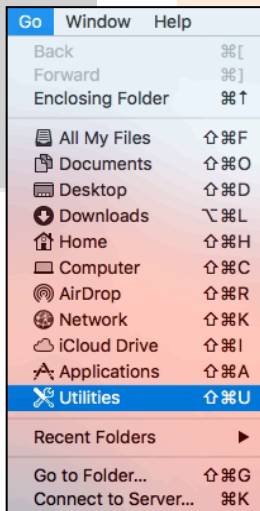 Go Window Help
Back ⌘[
Forward ⌘]
Enclosing Folder ⌘↑
All My Files ⇧⌘F
Documents ⇧⌘O
Desktop ⇧⌘D
Downloads ⌥⌘L
Home ⇧⌘H
Computer ⇧⌘C
AirDrop ⇧⌘R
Network ⇧⌘K
iCloud Drive ⇧⌘I
Applications ⇧⌘A
Utilities ⇧⌘U
Recent Folders ▶
Go to Folder... ⇧⌘G
Connect to Server... ⌘K